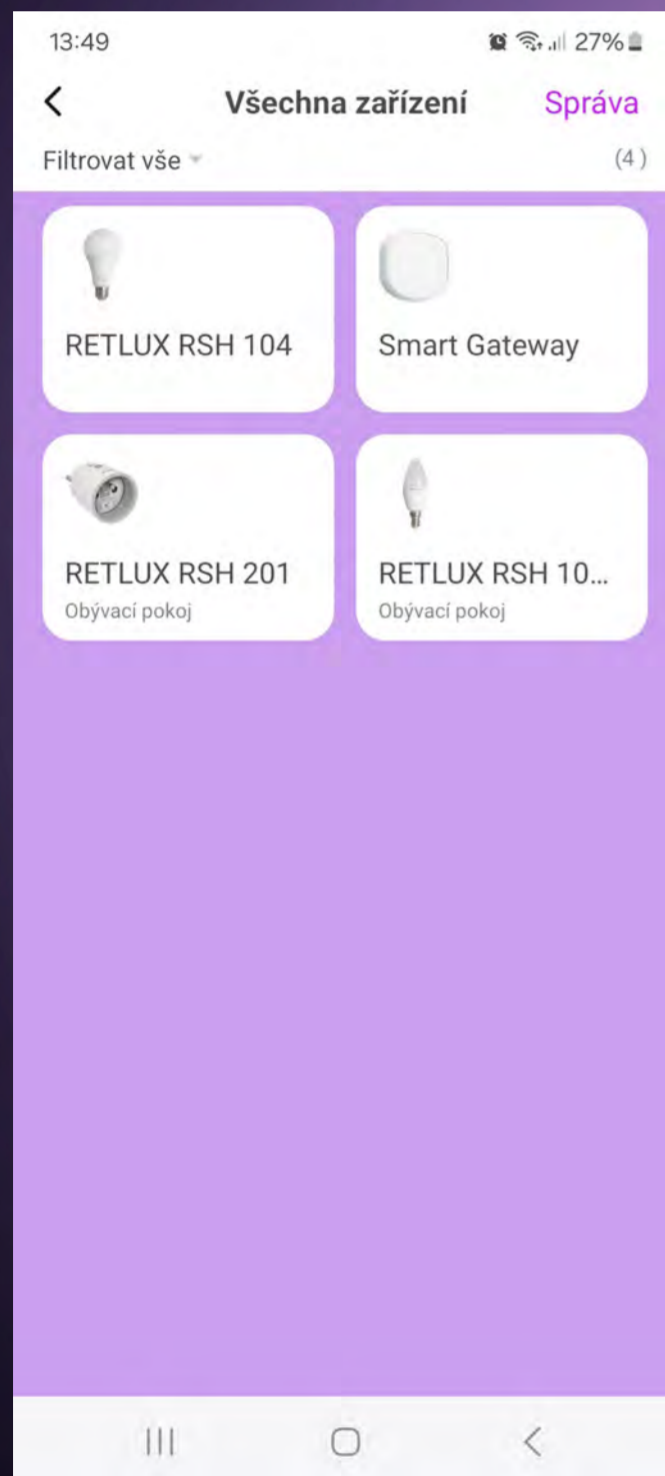 13:49
27%
Všechna zařízení
Správa
Filtrovat vše
(4)
RETLUX RSH 104
Smart Gateway
RETLUX RSH 201
Obývací pokoj
RETLUX RSH 10...
Obývací pokoj